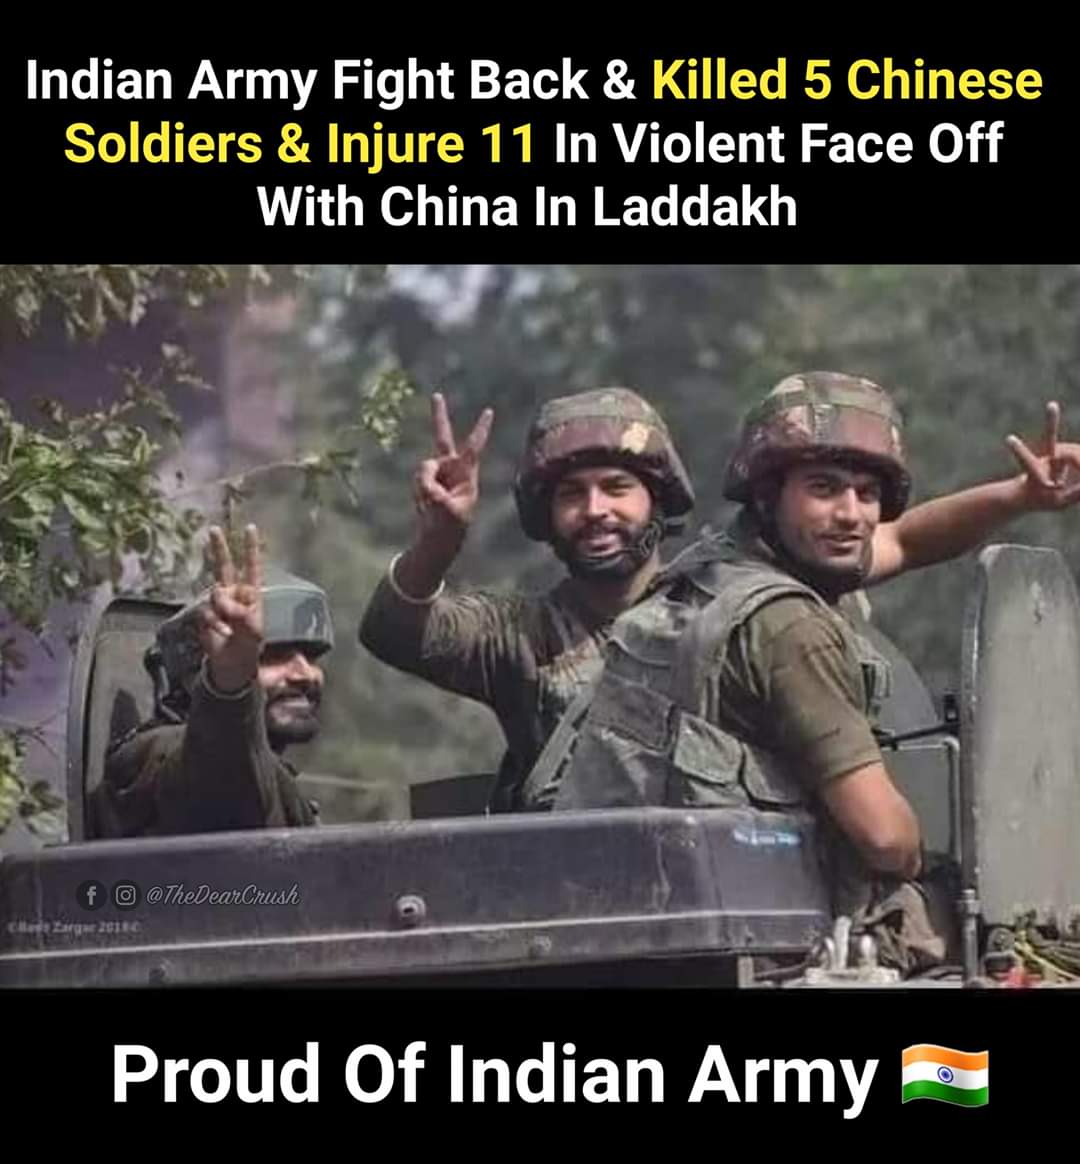 Indian Army Fight Back & Killed 5 Chinese
Soldiers & Injure 11 In Violent Face Off
With China In Laddakh
@TheDearCrush
Zargar
Proud Of Indian Army 🇮🇳